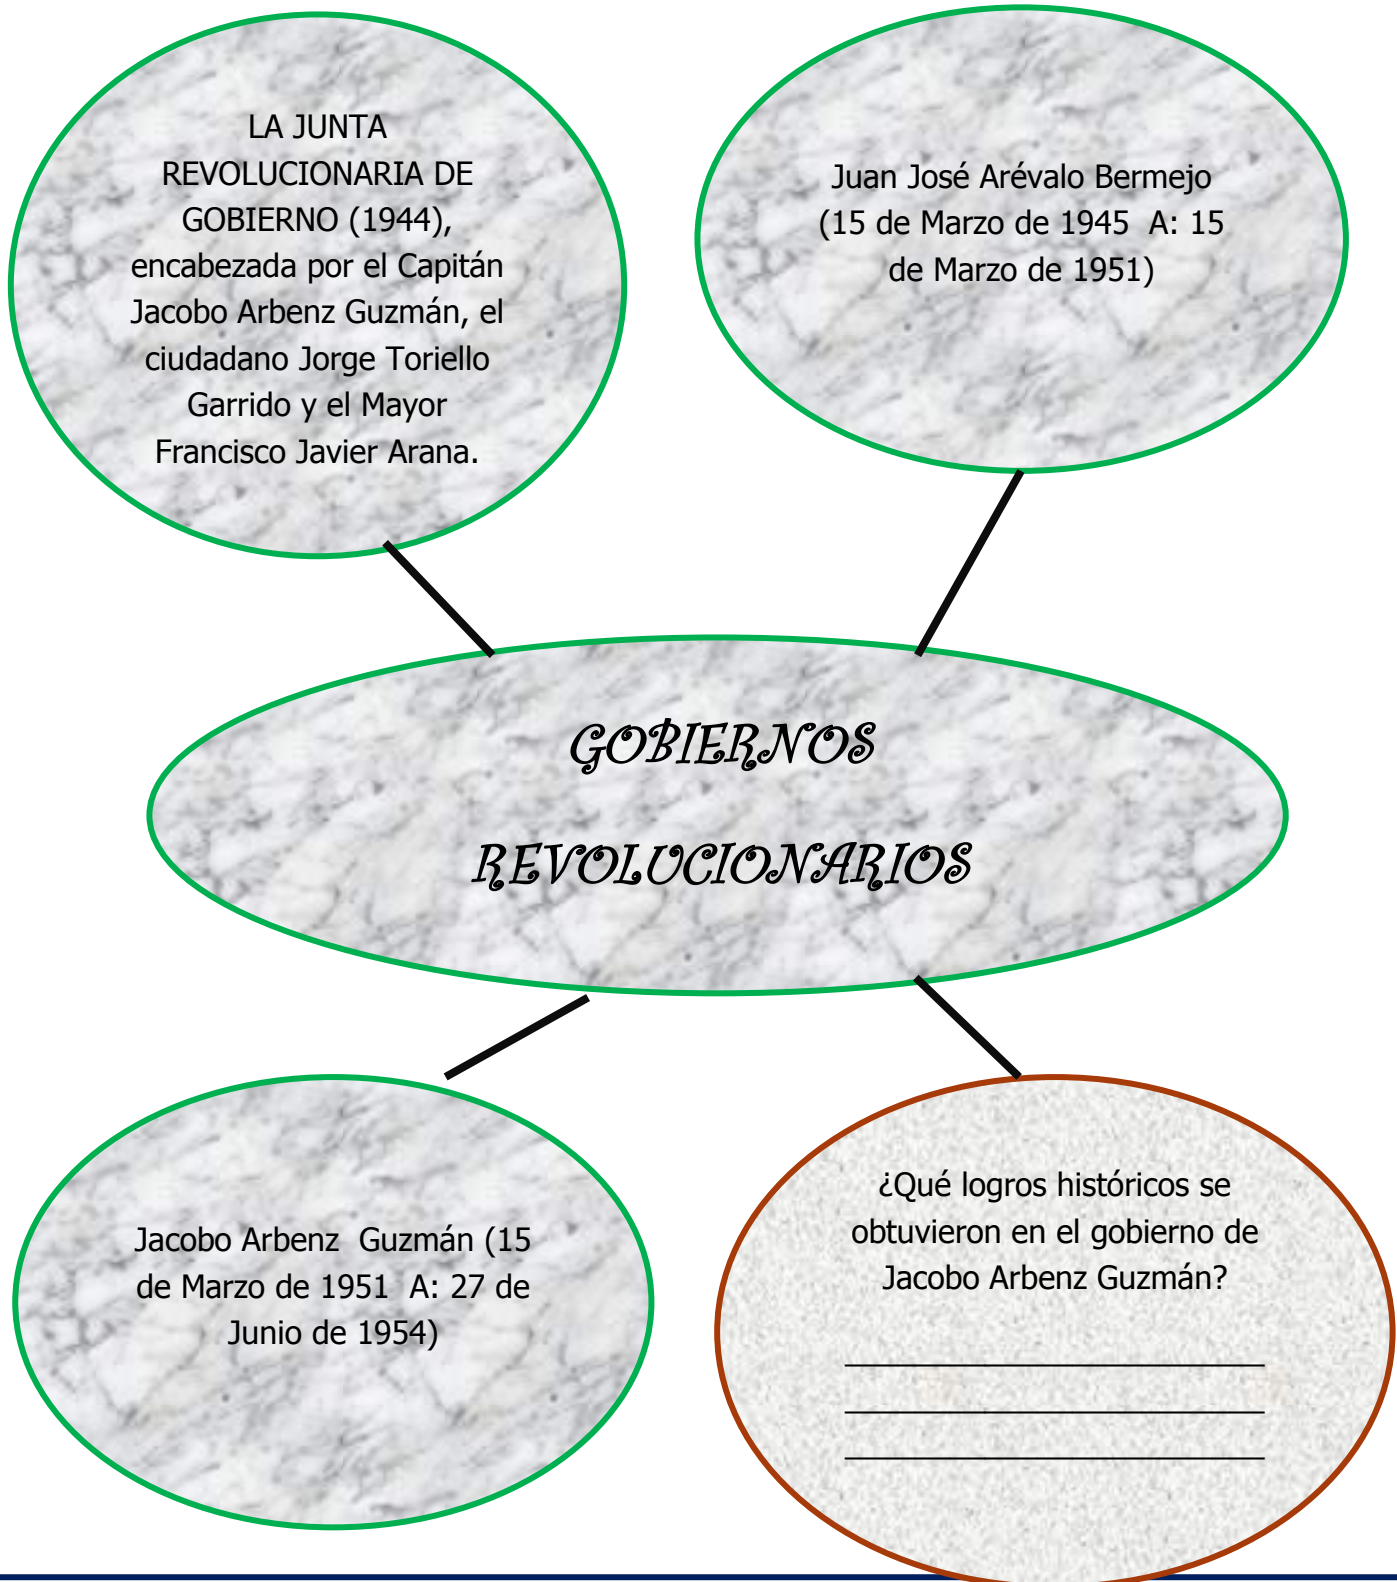 LA JUNTA
REVOLUCIONARIA DE
GOBIERNO (1944),
encabezada por el Capitán
Jacobo Arbenz Guzmán, el
ciudadano Jorge Toriello
Garrido y el Mayor
Francisco Javier Arana.
Juan José Arévalo Bermejo
(15 de Marzo de 1945  A: 15
de Marzo de 1951)
GOBIERNOS
REVOLUCIONARIOS
Jacobo Arbenz  Guzmán (15
de Marzo de 1951  A: 27 de
Junio de 1954)
¿Qué logros históricos se
obtuvieron en el gobierno de
Jacobo Arbenz Guzmán?